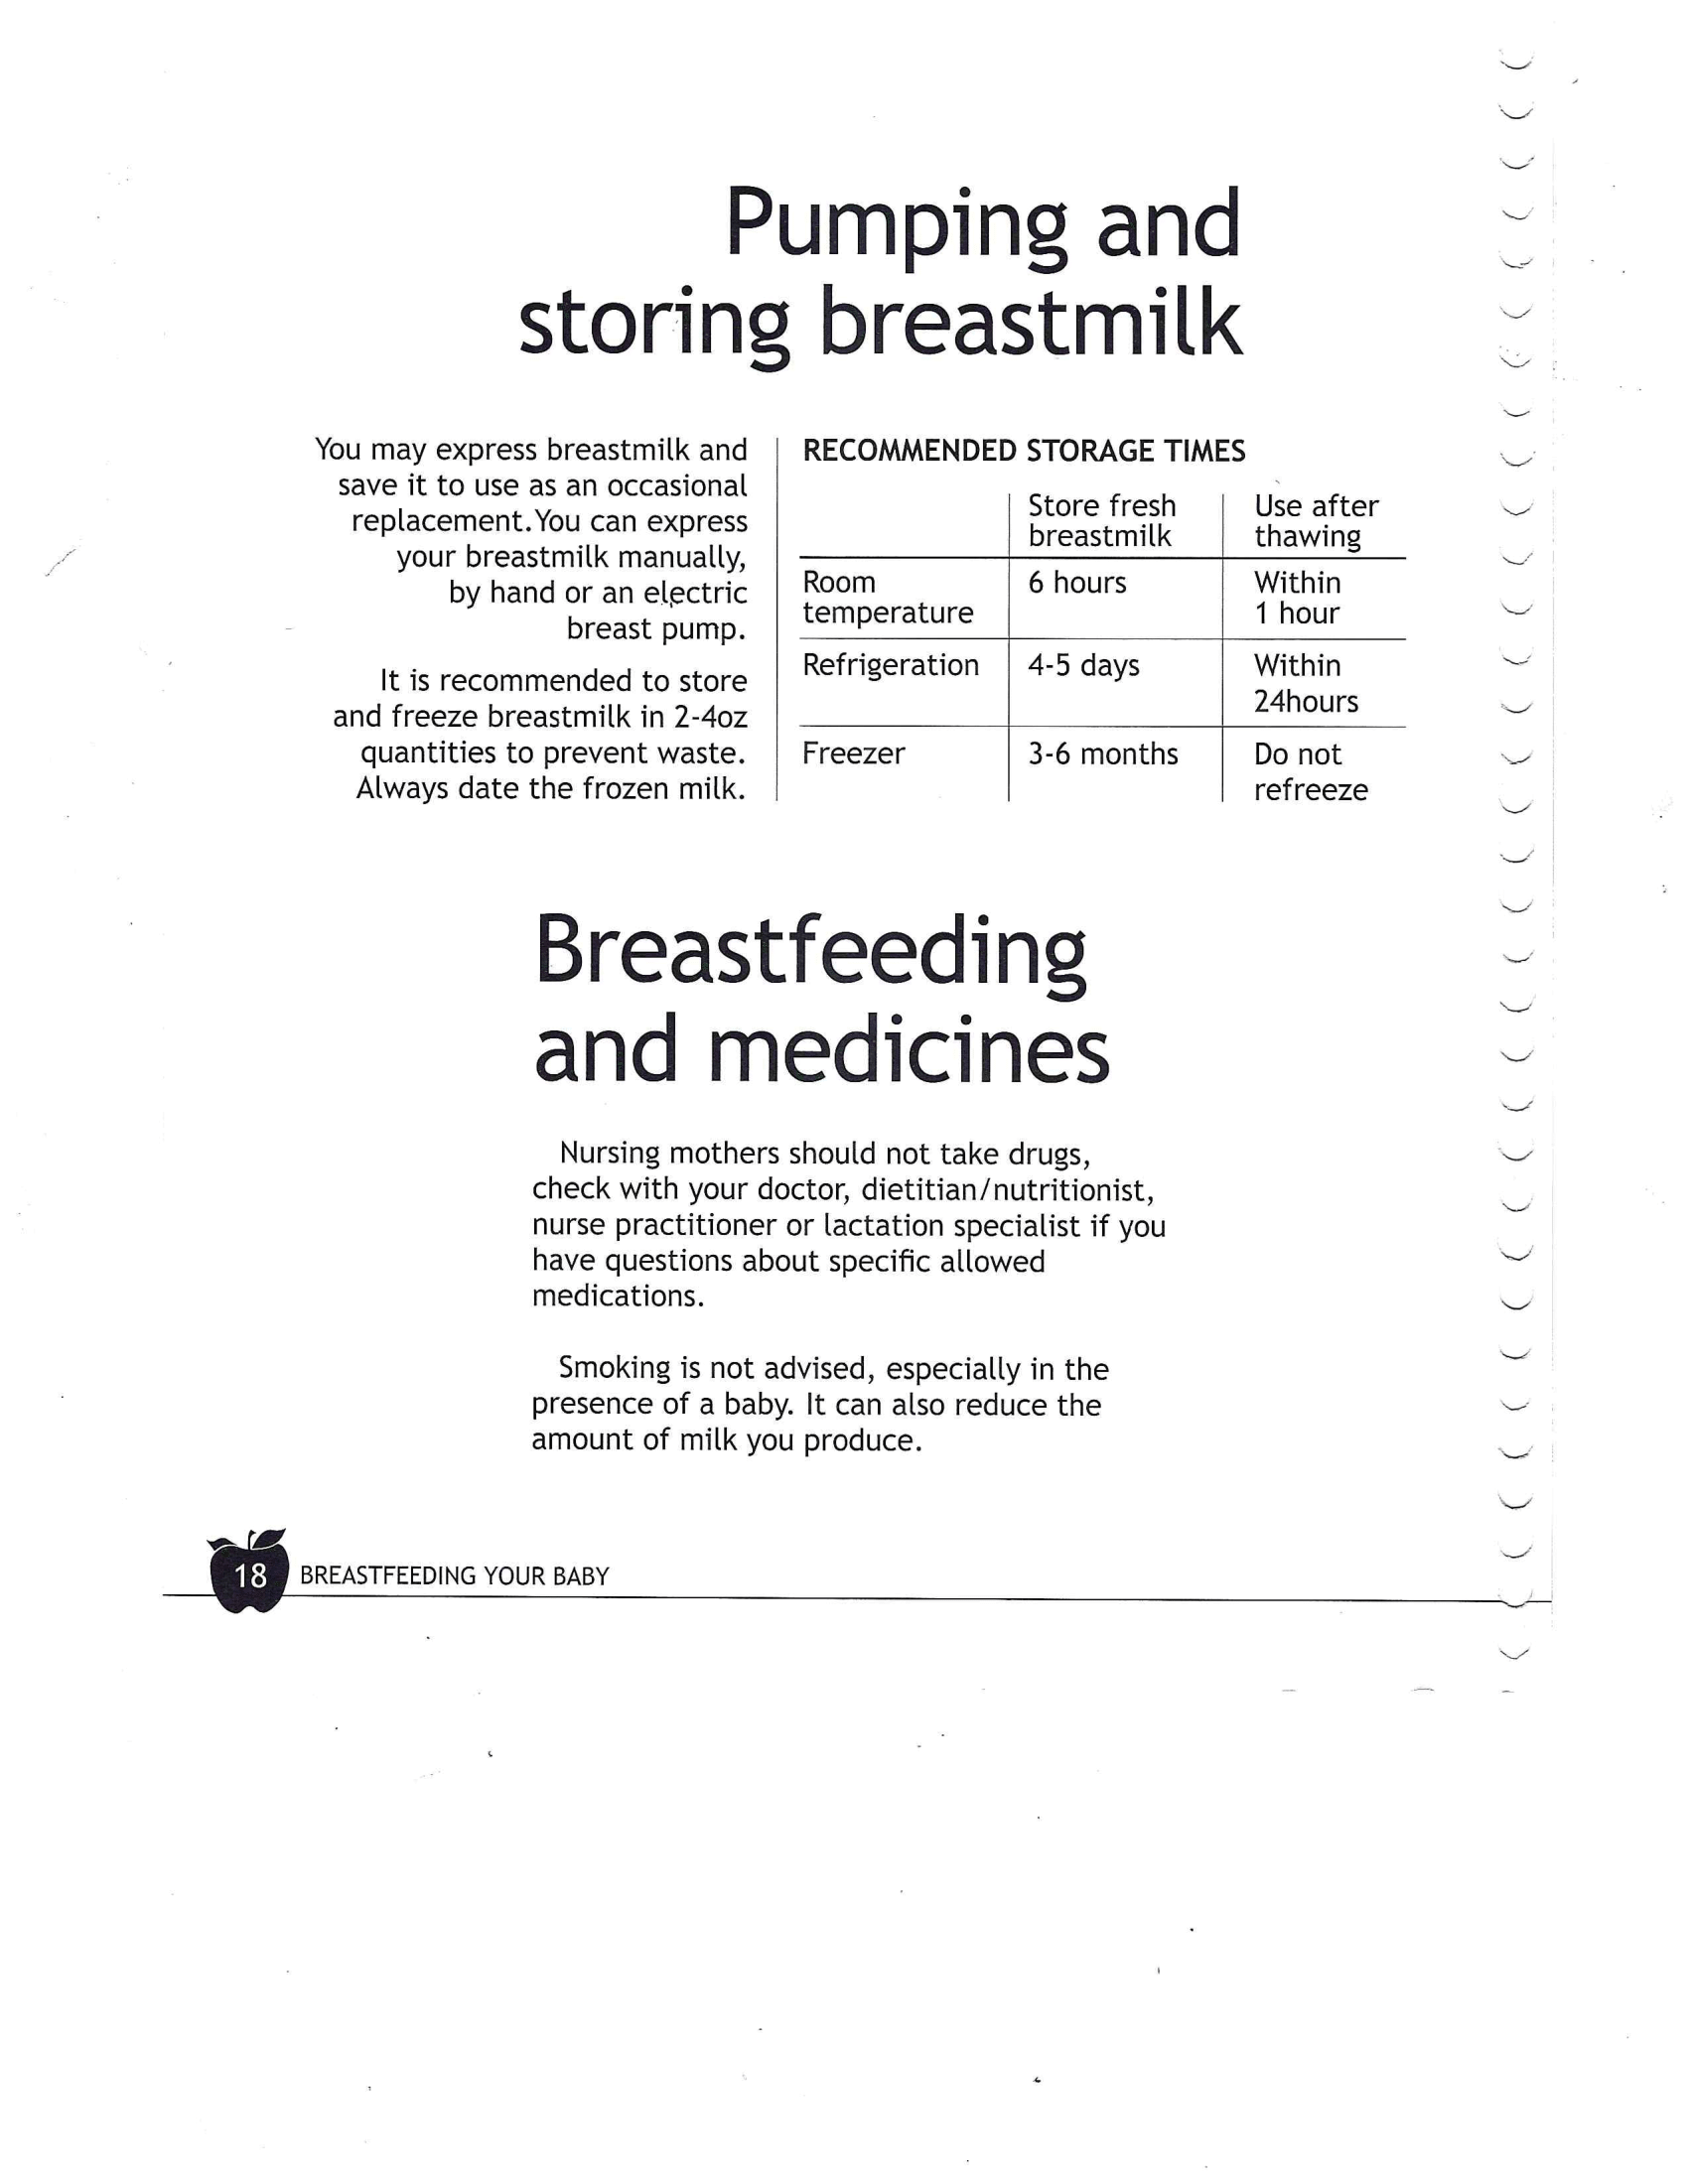 Pumping and
storing breastmilk
You may express breastmilk and
save it to use as an occasional
replacement. You can express
your breastmilk manually,
by hand or an electric
breast pump.
It is recommended to store
and freeze breastmilk in 2-4oz
quantities to prevent waste.
Always date the frozen milk.
RECOMMENDED STORAGE TIMES
Store fresh breastmilk
Use after thawing
Room temperature
6 hours
Within 1 hour
Refrigeration
4-5 days
Within 24hours
Freezer
3-6 months
Do not refreeze
Breastfeeding
and medicines
Nursing mothers should not take drugs,
check with your doctor, dietitian/nutritionist,
nurse practitioner or lactation specialist if you
have questions about specific allowed
medications.
Smoking is not advised, especially in the
presence of a baby. It can also reduce the
amount of milk you produce.
18 BREASTFEEDING YOUR BABY